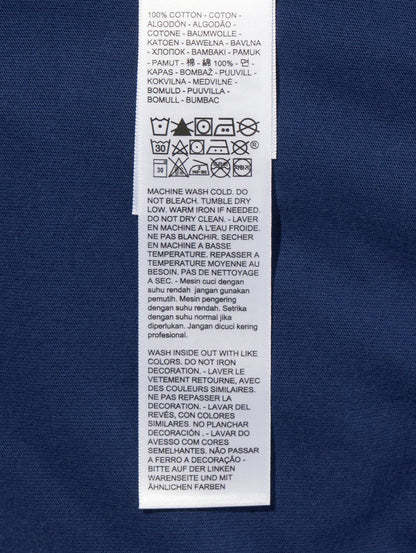 100% COTTON - COTON -
ALGODÓN - ALGODÃO -
COTONE - BAUMWOLLE -
KATOEN - BAWEŁNA - BAVLNA
- ХЛОПОК - BAMBAKI - PAMUK
- PAMUT - 棉 - 綿 100% - 면 -
KAPAS - BOMBAŽ - PUUVILL -
KOKVILNA - MEDVILNĖ -
BOMULD - PUUVILLA -
BOMULL - BUMBAC
30 ®
30
MACHINE WASH COLD. DO
NOT BLEACH. TUMBLE DRY
LOW. WARM IRON IF NEEDED.
DO NOT DRY CLEAN. - LAVER
EN MACHINE A L'EAU FROIDE.
NE PAS BLANCHIR. SECHER
EN MACHINE A BASSE
TEMPERATURE. REPASSER A
TEMPERATURE MOYENNE AU
BESOIN. PAS DE NETTOYAGE
A SEC. - Mesin cuci dengan
suhu rendah jangan gunakan
pemutih. Mesin pengering
dengan suhu rendah. Setrika
dengan suhu normal jika
diperlukan. Jangan dicuci kering
profesional.
WASH INSIDE OUT WITH LIKE
COLORS. DO NOT IRON
DECORATION. - LAVER LE
VETEMENT RETOURNE, AVEC
DES COULEURS SIMILAIRES.
NE PAS REPASSER LA
DECORATION. - LAVAR DEL
REVÉS, CON COLORES
SIMILARES. NO PLANCHAR
DECORACIÓN . - LAVAR DO
AVESSO COM CORES
SEMELHANTES. NÃO PASSAR
A FERRO A DECORAÇÃO -
BITTE AUF DER LINKEN
WARENSEITE UND MIT
ÄHNLICHEN FARBEN